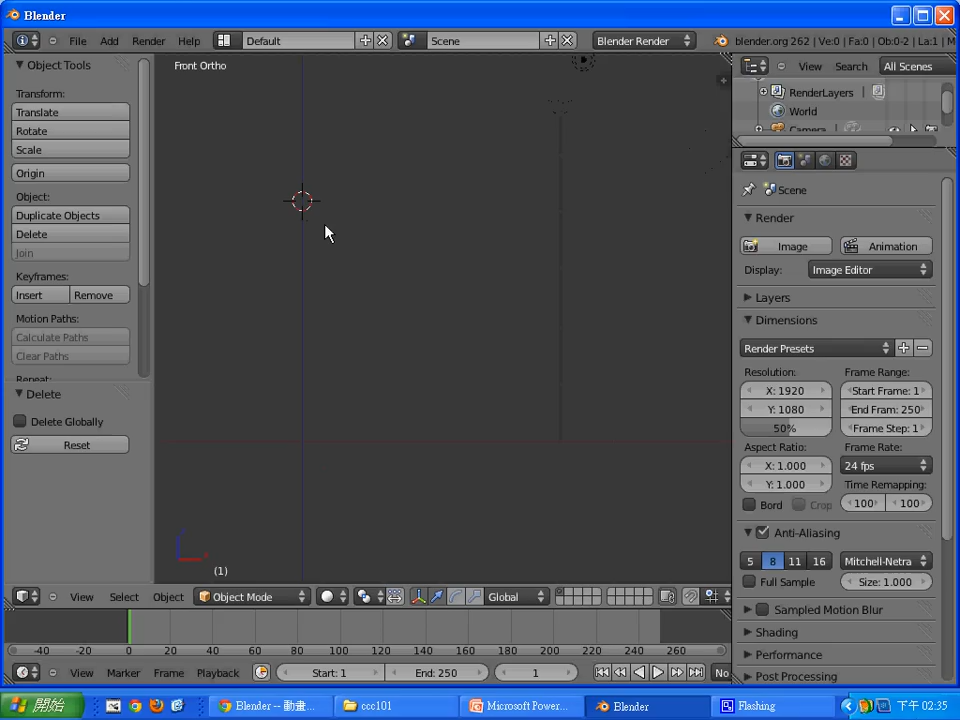 Blender
File Add Render Help Default Scene Blender Render blender.org 262 | Ve:0 | Fa:0 | Ob:0-2 | La:1 | M
Object Tools
Transform:
Translate
Rotate
Scale
Origin
Object:
Duplicate Objects
Delete
Join
Keyframes:
Insert Remove
Motion Paths:
Calculate Paths
Clear Paths
Repeat:
Delete
Delete Globally
Reset
Front Ortho
(1)
View Search All Scenes
RenderLayers
World
Camera
Scene
Render
Image Animation
Display: Image Editor
Layers
Dimensions
Render Presets
Resolution: Frame Range:
X: 1920 Start Frame: 1
Y: 1080 End Fram: 250
50% Frame Step: 1
Aspect Ratio: Frame Rate:
X: 1.000 24 fps
Y: 1.000 Time Remapping:
Bord Crop 100 100
Anti-Aliasing
5 8 11 16 Mitchell-Netra
Full Sample Size: 1.000
Sampled Motion Blur
Shading
Performance
Post Processing
View Select Object Object Mode Global
-40 -20 0 20 40 60 80 100 120 140 160 180 200 220 240 260
View Marker Frame Playback Start: 1 End: 250 1 No
開始 Blender -- 動畫... ccc101 Microsoft Power... Blender Flashing 下午 02:35